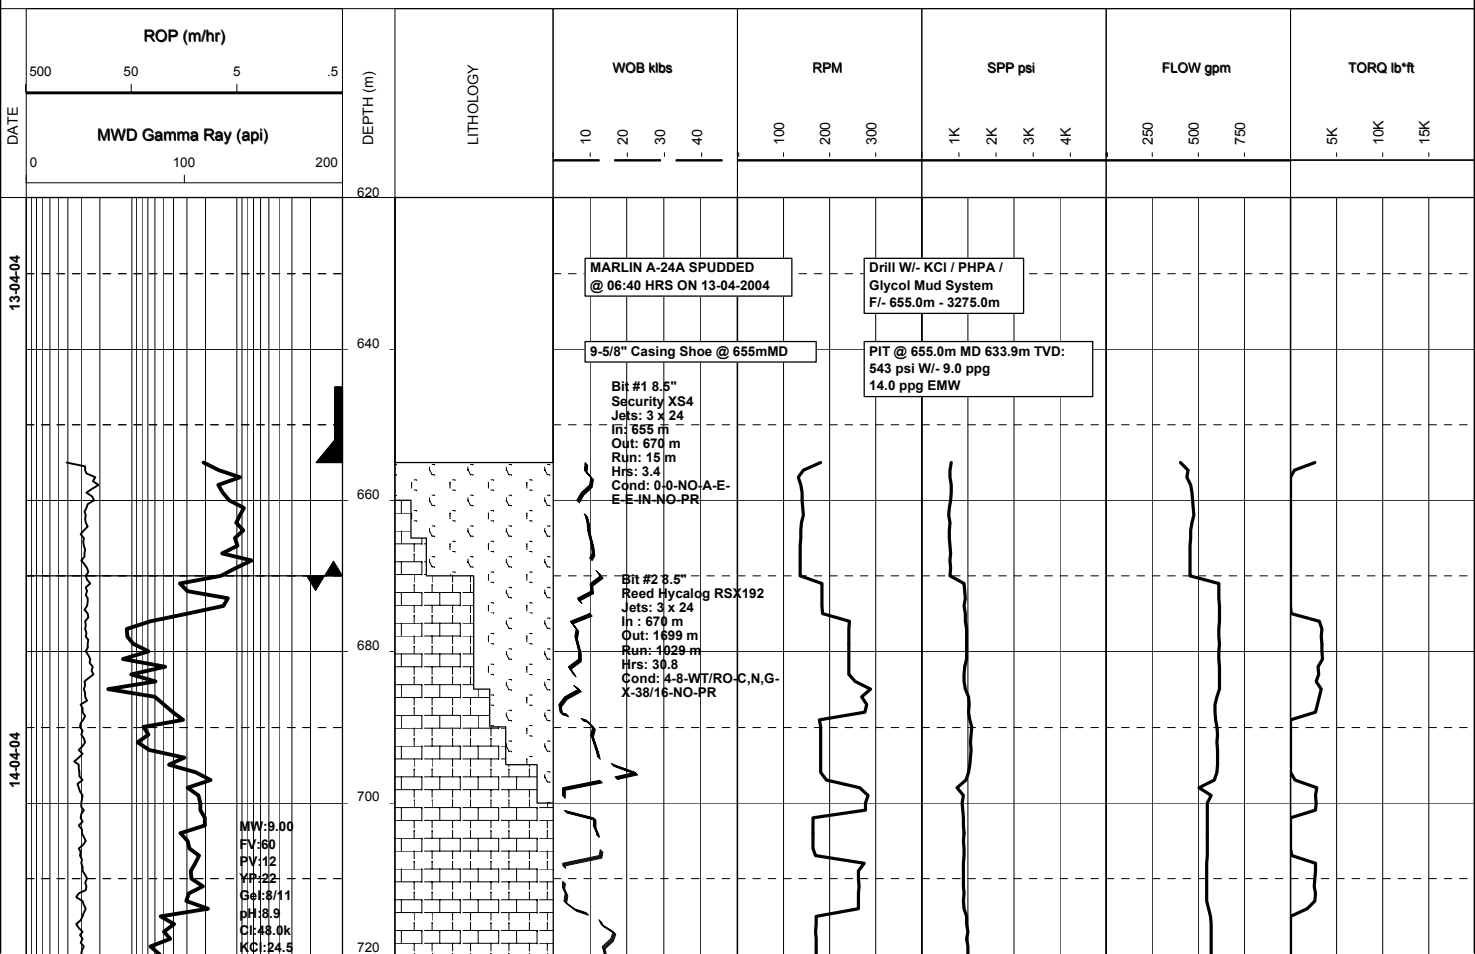 ROP (m/hr)
500 50 5 .5
MWD Gamma Ray (api)
0 100 200
DATE
DEPTH (m)
LITHOLOGY
WOB klbs
10 20 30 40
RPM
100 200 300
SPP psi
1K 2K 3K 4K
FLOW gpm
250 500 750
TORQ lb*ft
5K 10K 15K
620
13-04-04
MARLIN A-24A SPUDDED
@ 06:40 HRS ON 13-04-2004
Drill W/- KCl / PHPA /
Glycol Mud System
F/- 655.0m - 3275.0m
640
9-5/8" Casing Shoe @ 655mMD
PIT @ 655.0m MD 633.9m TVD:
543 psi W/- 9.0 ppg
14.0 ppg EMW
Bit #1 8.5"
Security XS4
Jets: 3 x 24
In: 655 m
Out: 670 m
Run: 15 m
Hrs: 3.4
Cond: 0-0-NO-A-E-
E-E-IN-NO-PR
660
Bit #2 8.5"
Reed Hycalog RSX192
Jets: 3 x 24
In : 670 m
Out: 1699 m
Run: 1029 m
Hrs: 30.8
Cond: 4-8-WT/RO-C,N,G-
X-38/16-NO-PR
680
14-04-04
700
MW:9.00
FV:60
PV:12
YP:22
Gel:8/11
pH:8.9
Cl:48.0k
KCl:24.5
720